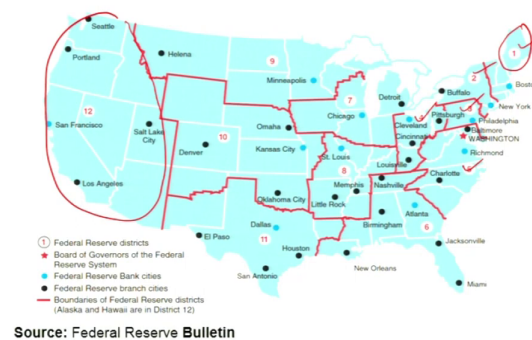 Seattle
Portland
Helena
9
2
1
Minneapolis
Buffalo
Boston
7
Detroit
3
New York
12
Chicago
Cleveland
4
Pittsburgh
Philadelphia
San Francisco
Salt Lake
City
10
Omaha
Cincinnati
Baltimore
WASHINGTON
Denver
Kansas City
St. Louis
Louisville
Richmond
5
8
Los Angeles
Memphis
Nashville
Charlotte
Oklahoma City
Little Rock
Dallas
Birmingham
Atlanta
6
El Paso
11
Houston
Jacksonville
San Antonio
New Orleans
Miami
1 Federal Reserve districts
Board of Governors of the Federal
Reserve System
Federal Reserve Bank cities
Federal Reserve branch cities
Boundaries of Federal Reserve districts
(Alaska and Hawaii are in District 12)
Source: Federal Reserve Bulletin